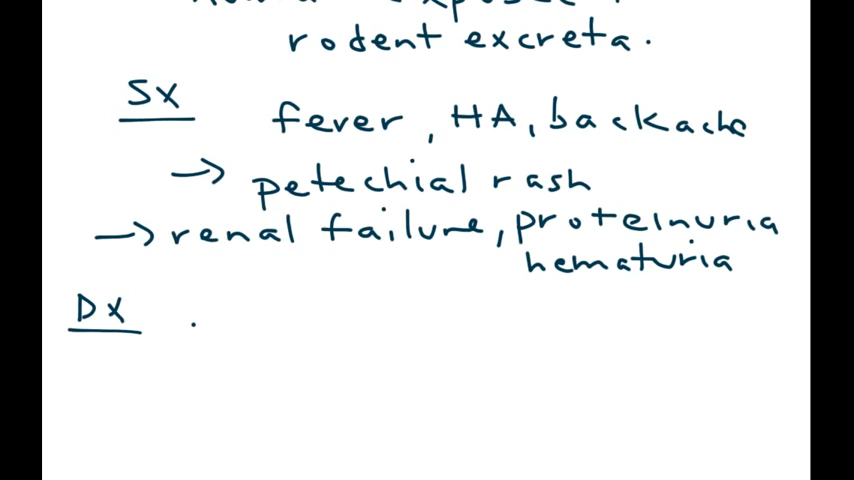 rodent excreta.
Sx fever, HA, backache
→ petechial rash
→ renal failure, proteinuria
hematuria
Dx